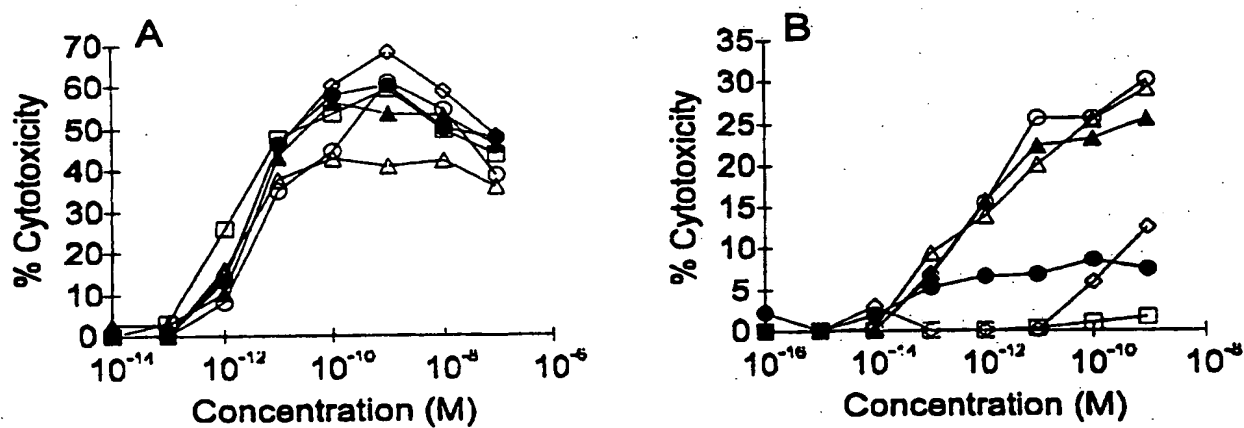 A
% Cytotoxicity
70
60
50
40
30
20
10
0
10⁻¹⁴ 10⁻¹² 10⁻¹⁰ 10⁻⁸ 10⁻⁶
Concentration (M)
B
% Cytotoxicity
35
30
25
20
15
10
5
0
10⁻¹⁶ 10⁻¹⁴ 10⁻¹² 10⁻¹⁰ 10⁻⁸
Concentration (M)